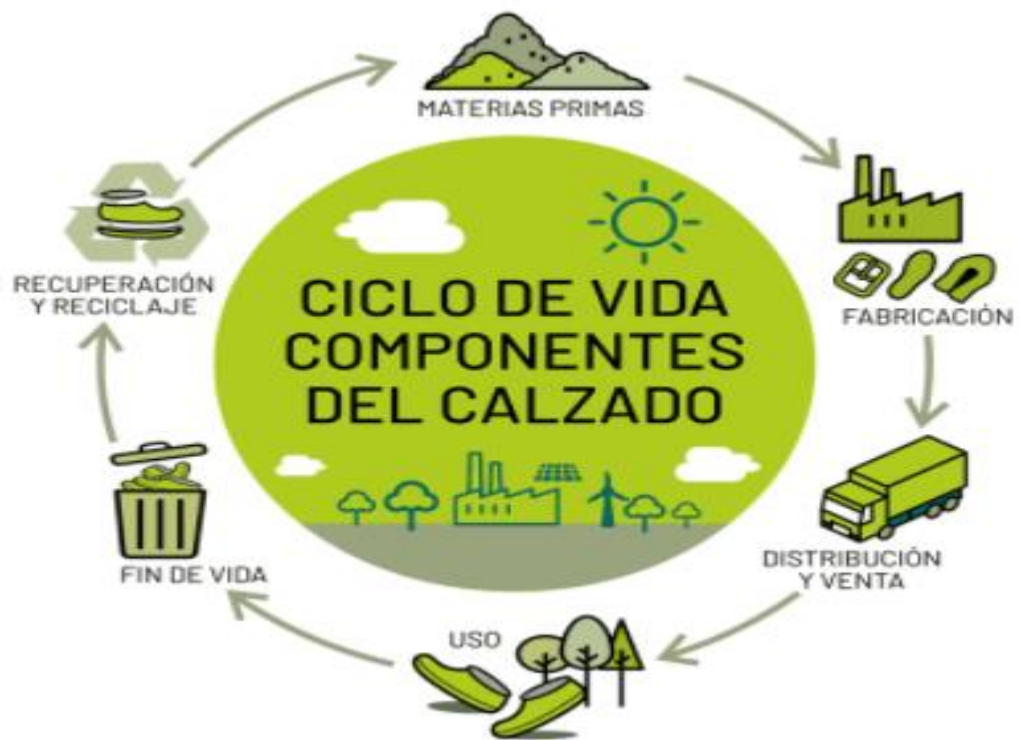 MATERIAS PRIMAS
FABRICACIÓN
DISTRIBUCIÓN
Y VENTA
USO
FIN DE VIDA
RECUPERACIÓN
Y RECICLAJE
CICLO DE VIDA
COMPONENTES
DEL CALZADO